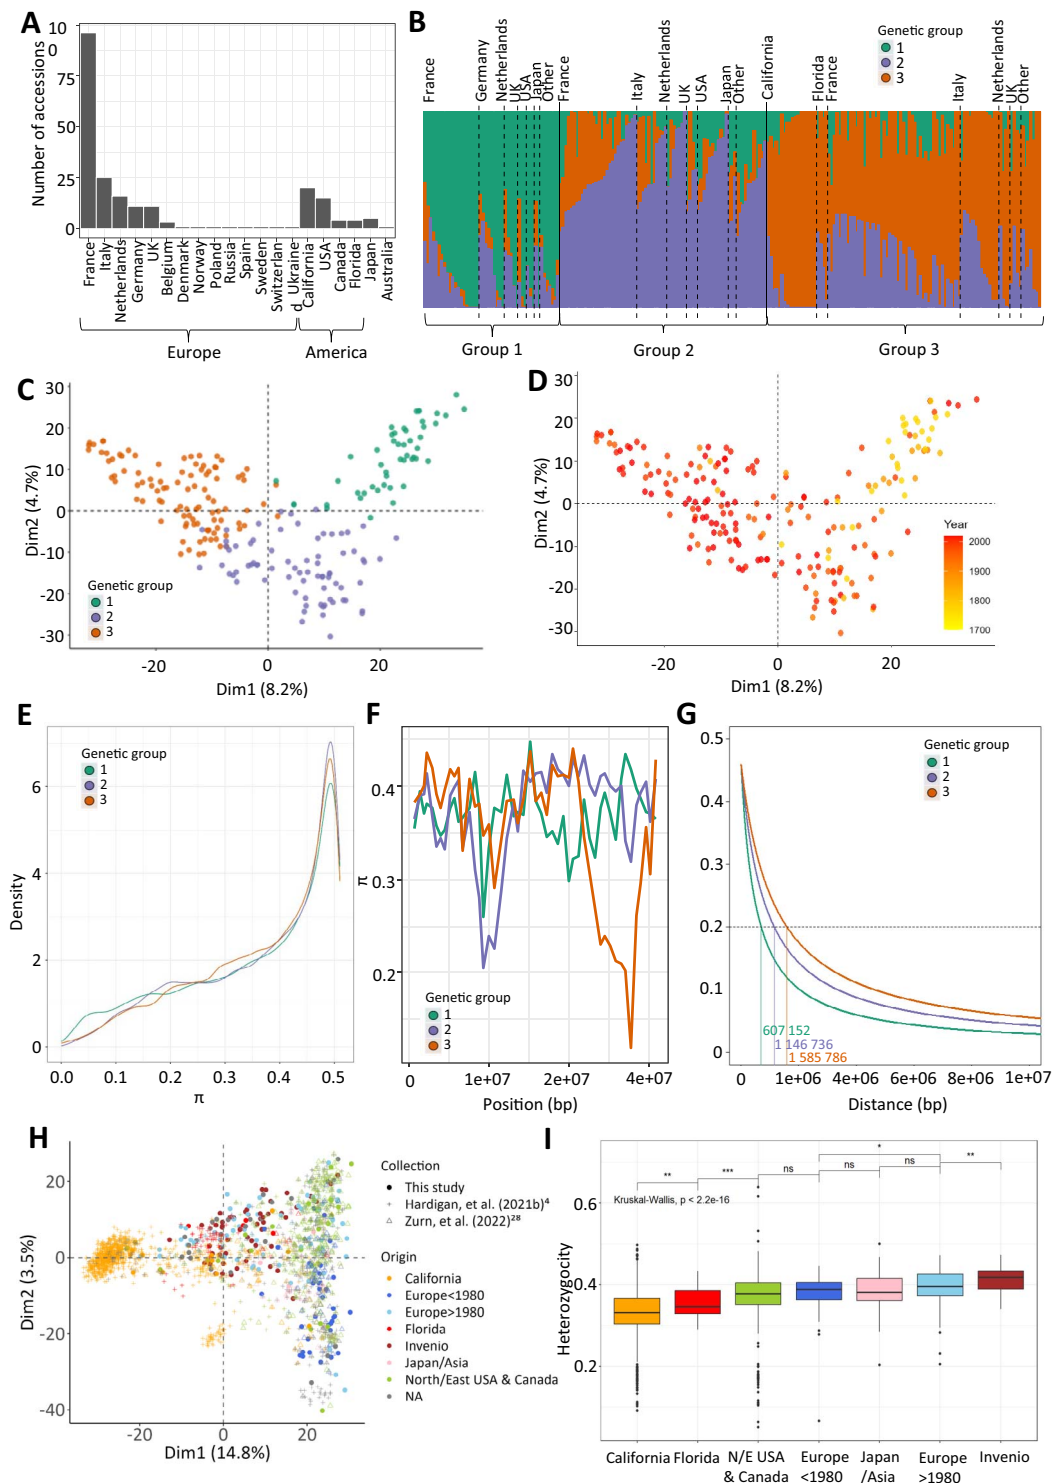 A
Number of accessions
10
0
75
50
25
0
France
Italy
Netherlands
Germany
UK
Belgium
Denmark
Norway
Poland
Russia
Spain
Sweden
Switzerlan
d
Ukraine
California
USA
Canada
Florida
Japan
Australia
Europe
America
B
Genetic group
1
2
3
France
Germany
Netherlands
UK
USA
Japan
Other
France
Italy
Netherlands
UK
USA
Japan
Other
California
Florida
France
Italy
Netherlands
UK
Other
Group 1
Group 2
Group 3
C
Dim2 (4.7%)
30
20
10
0
-10
-20
-30
Genetic group
1
2
3
-20
0
20
Dim1 (8.2%)
D
Dim2 (4.7%)
30
20
10
0
-10
-20
-30
Year
2000
1900
1800
1700
-20
0
20
Dim1 (8.2%)
E
Density
6
4
2
0
Genetic group
1
2
3
0.0
0.1
0.2
0.3
0.4
0.5
π
F
π
0.4
0.3
0.2
Genetic group
1
2
3
0
1e+07
2e+07
3e+07
4e+07
Position (bp)
G
0.5
0.4
0.3
0.2
0.1
0
Genetic group
1
2
3
607 152
1 146 736
1 585 786
0
1e+06
4e+06
6e+06
8e+06
1e+07
Distance (bp)
H
Dim2 (3.5%)
20
0
-20
-40
-20
0
20
Dim1 (14.8%)
Collection
This study
Hardigan, et al. (2021b)⁴
Zurn, et al. (2022)²⁸
Origin
California
Europe<1980
Europe>1980
Florida
Invenio
Japan/Asia
North/East USA & Canada
NA
I
Heterozygocity
0.6
0.4
0.2
Kruskal-Wallis, p < 2.2e-16
**
***
ns
*
ns
ns
**
California
Florida
N/E USA
& Canada
Europe
<1980
Japan
/Asia
Europe
>1980
Invenio